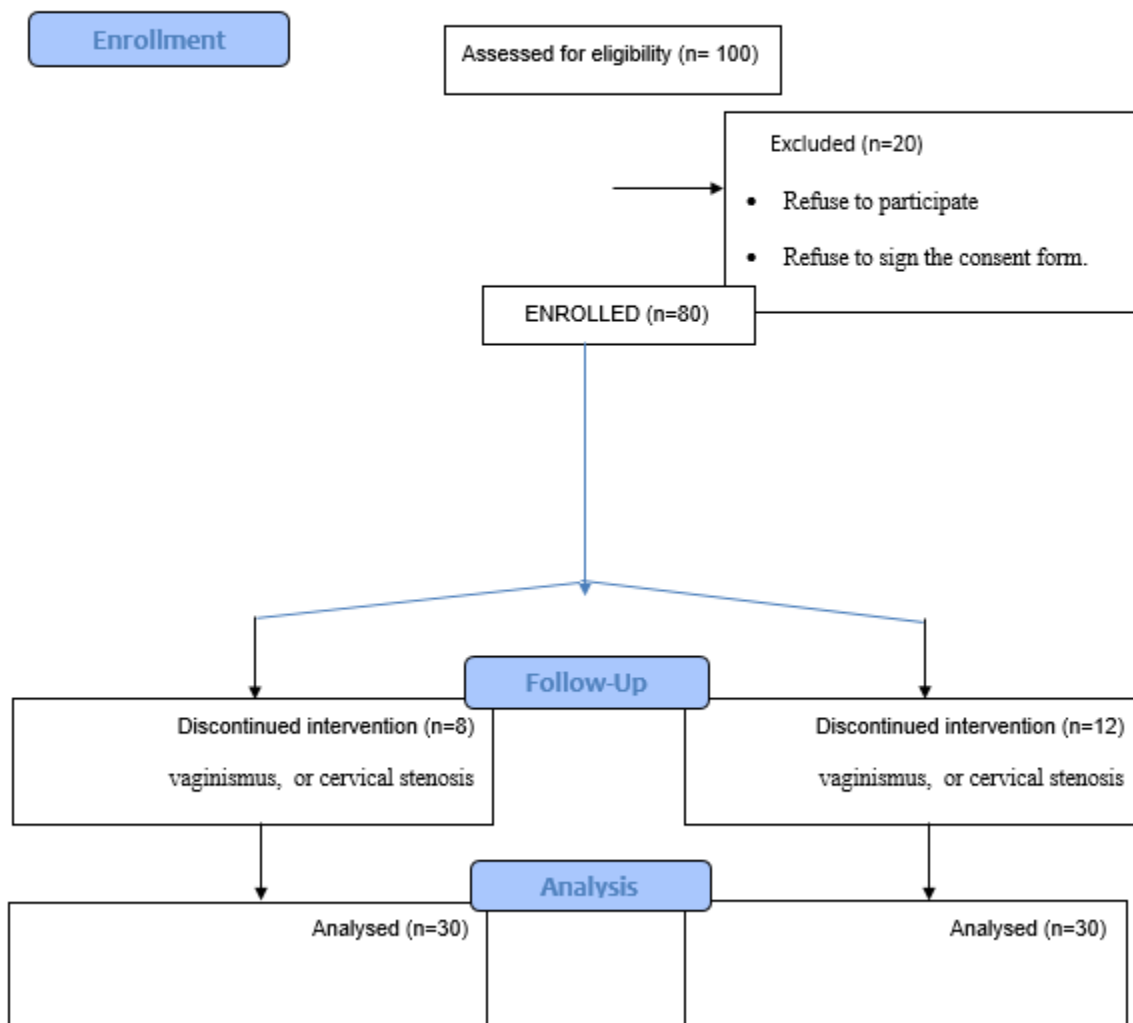 Enrollment
Assessed for eligibility (n= 100)
Excluded (n=20)
• Refuse to participate
• Refuse to sign the consent form.
ENROLLED (n=80)
Follow-Up
Discontinued intervention (n=8)
vaginismus, or cervical stenosis
Discontinued intervention (n=12)
vaginismus, or cervical stenosis
Analysis
Analysed (n=30)
Analysed (n=30)